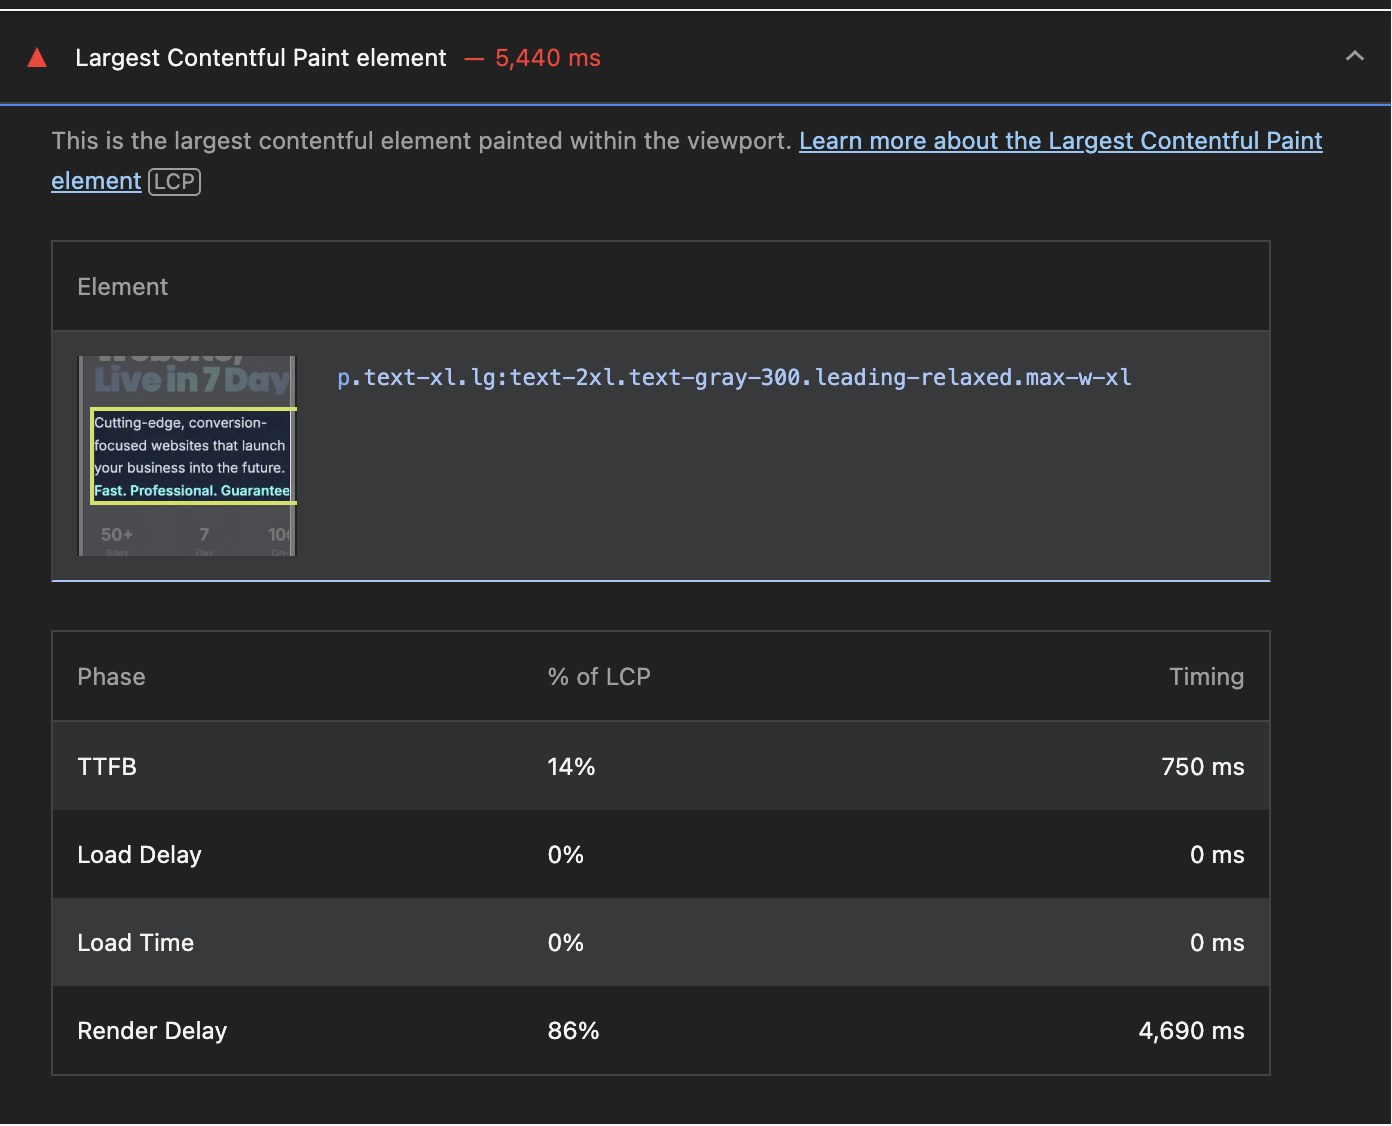 Largest Contentful Paint element — 5,440 ms
This is the largest contentful element painted within the viewport. Learn more about the Largest Contentful Paint
element LCP
Element
Website,
Live in 7 Day
p.text-xl.lg:text-2xl.text-gray-300.leading-relaxed.max-w-xl
Cutting-edge, conversion-
focused websites that launch
your business into the future.
Fast. Professional. Guarantee
50+ 7 10
Sites Day On-
Phase % of LCP Timing
TTFB 14% 750 ms
Load Delay 0% 0 ms
Load Time 0% 0 ms
Render Delay 86% 4,690 ms